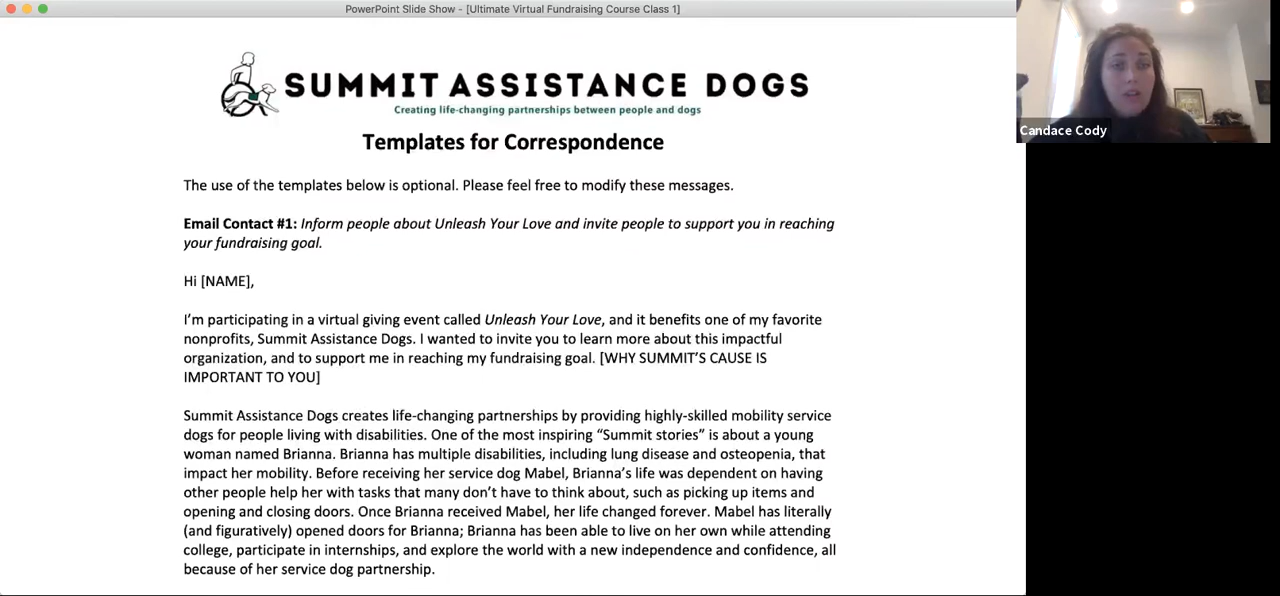 PowerPoint Slide Show - [Ultimate Virtual Fundraising Course Class 1]
SUMMIT ASSISTANCE DOGS
Creating life-changing partnerships between people and dogs
Candace Cody
Templates for Correspondence
The use of the templates below is optional. Please feel free to modify these messages.
Email Contact #1: Inform people about Unleash Your Love and invite people to support you in reaching
your fundraising goal.
Hi [NAME],
I’m participating in a virtual giving event called Unleash Your Love, and it benefits one of my favorite
nonprofits, Summit Assistance Dogs. I wanted to invite you to learn more about this impactful
organization, and to support me in reaching my fundraising goal. [WHY SUMMIT’S CAUSE IS
IMPORTANT TO YOU]
Summit Assistance Dogs creates life-changing partnerships by providing highly-skilled mobility service
dogs for people living with disabilities. One of the most inspiring “Summit stories” is about a young
woman named Brianna. Brianna has multiple disabilities, including lung disease and osteopenia, that
impact her mobility. Before receiving her service dog Mabel, Brianna’s life was dependent on having
other people help her with tasks that many don’t have to think about, such as picking up items and
opening and closing doors. Once Brianna received Mabel, her life changed forever. Mabel has literally
(and figuratively) opened doors for Brianna; Brianna has been able to live on her own while attending
college, participate in internships, and explore the world with a new independence and confidence, all
because of her service dog partnership.